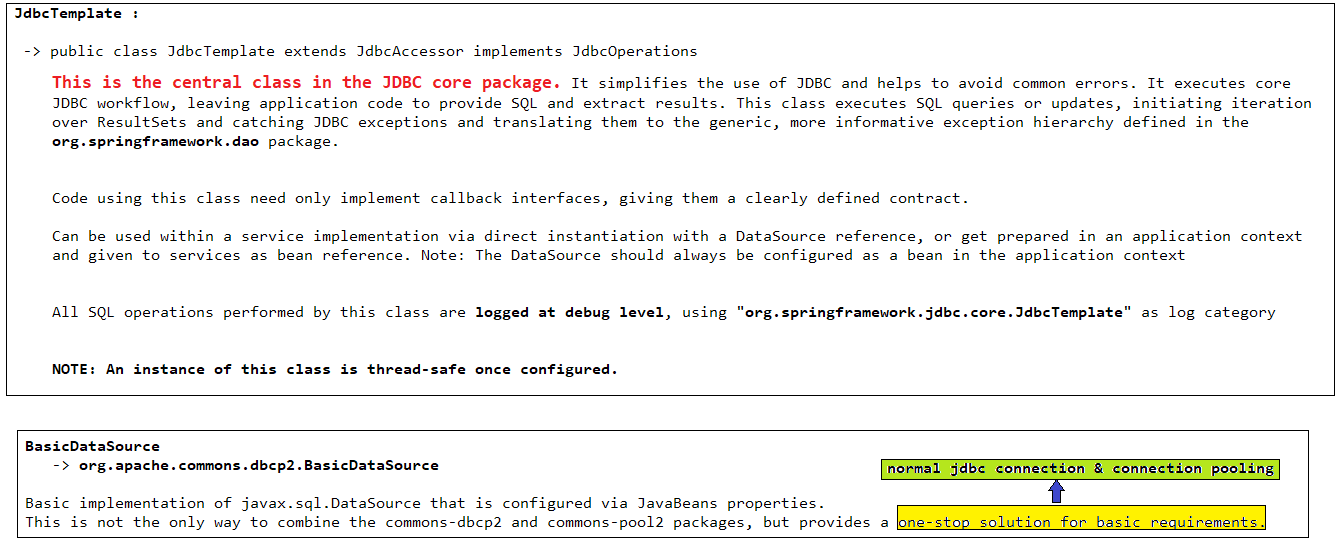 JdbcTemplate :
-> public class JdbcTemplate extends JdbcAccessor implements JdbcOperations
This is the central class in the JDBC core package. It simplifies the use of JDBC and helps to avoid common errors. It executes core
JDBC workflow, leaving application code to provide SQL and extract results. This class executes SQL queries or updates, initiating iteration
over ResultSets and catching JDBC exceptions and translating them to the generic, more informative exception hierarchy defined in the
org.springframework.dao package.
Code using this class need only implement callback interfaces, giving them a clearly defined contract.
Can be used within a service implementation via direct instantiation with a DataSource reference, or get prepared in an application context
and given to services as bean reference. Note: The DataSource should always be configured as a bean in the application context
All SQL operations performed by this class are logged at debug level, using "org.springframework.jdbc.core.JdbcTemplate" as log category
NOTE: An instance of this class is thread-safe once configured.
BasicDataSource
-> org.apache.commons.dbcp2.BasicDataSource
normal jdbc connection & connection pooling
Basic implementation of javax.sql.DataSource that is configured via JavaBeans properties.
This is not the only way to combine the commons-dbcp2 and commons-pool2 packages, but provides a one-stop solution for basic requirements.